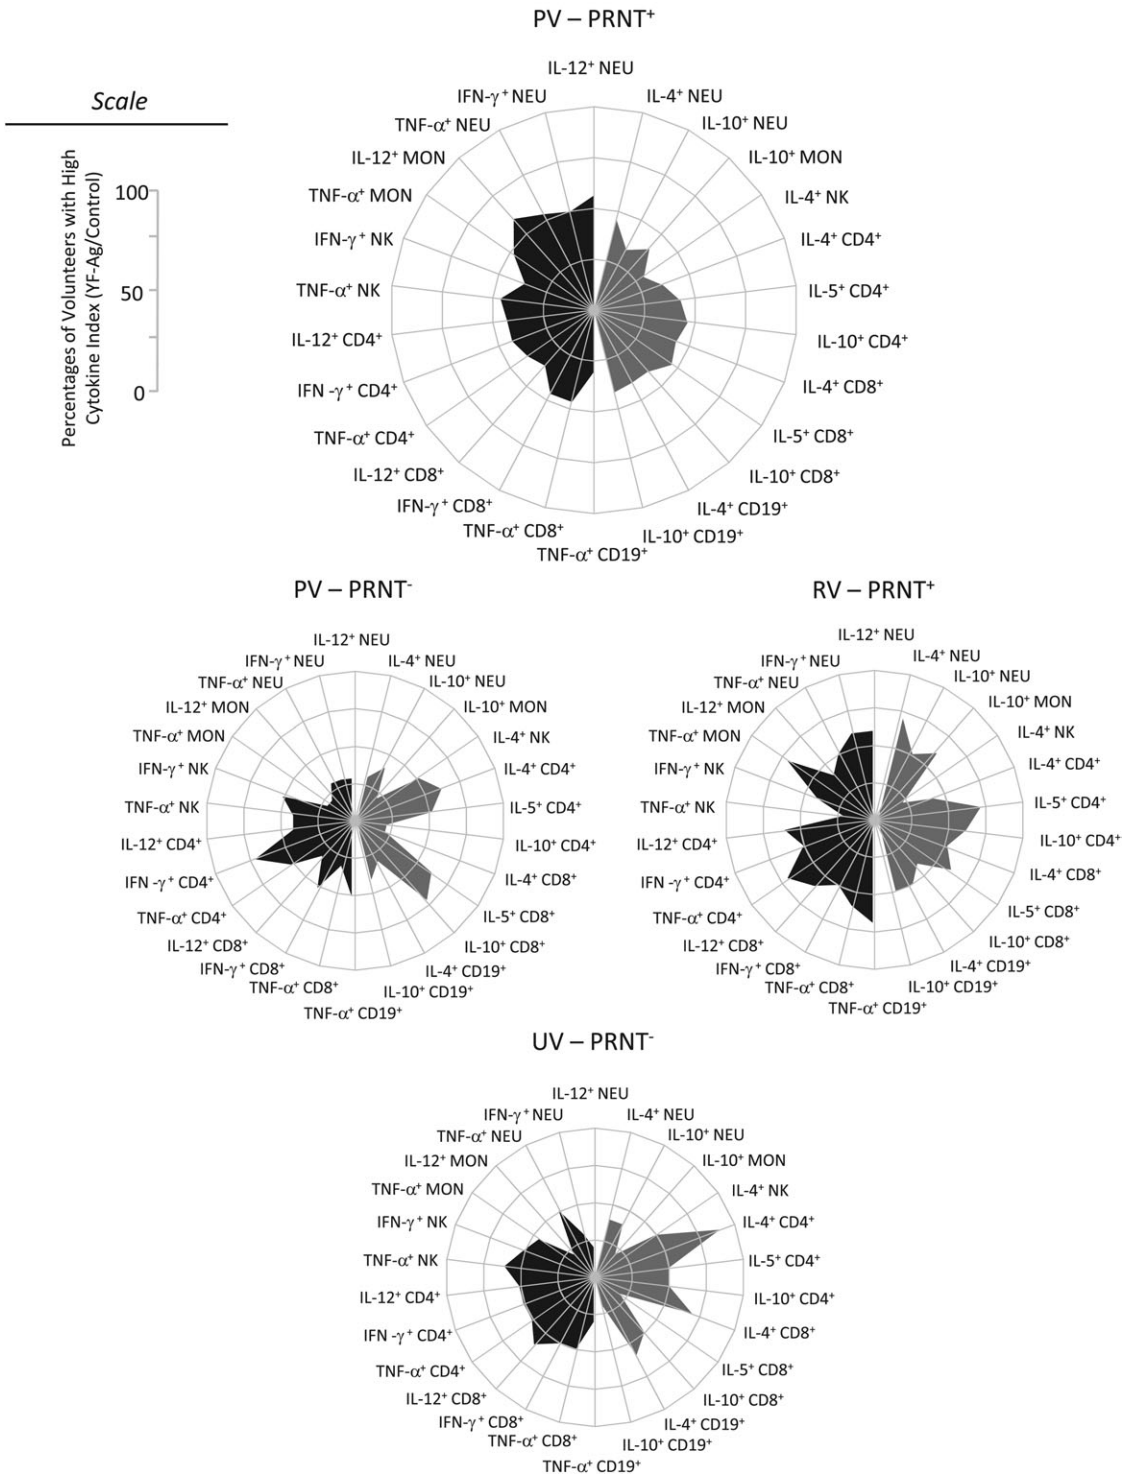 PV – PRNT⁺
Scale
Percentages of Volunteers with High
Cytokine Index (YF-Ag/Control)
100
50
0
IL-12⁺ NEU
IL-4⁺ NEU
IL-10⁺ NEU
IL-10⁺ MON
IL-4⁺ NK
IL-4⁺ CD4⁺
IL-5⁺ CD4⁺
IL-10⁺ CD4⁺
IL-4⁺ CD8⁺
IL-5⁺ CD8⁺
IL-10⁺ CD8⁺
IL-4⁺ CD19⁺
IL-10⁺ CD19⁺
TNF-α⁺ CD19⁺
TNF-α⁺ CD8⁺
IFN-γ⁺ CD8⁺
IL-12⁺ CD8⁺
TNF-α⁺ CD4⁺
IFN -γ⁺ CD4⁺
IL-12⁺ CD4⁺
TNF-α⁺ NK
IFN-γ⁺ NK
TNF-α⁺ MON
IL-12⁺ MON
TNF-α⁺ NEU
IFN-γ⁺ NEU
PV – PRNT⁻
IL-12⁺ NEU
IL-4⁺ NEU
IL-10⁺ NEU
IL-10⁺ MON
IL-4⁺ NK
IL-4⁺ CD4⁺
IL-5⁺ CD4⁺
IL-10⁺ CD4⁺
IL-4⁺ CD8⁺
IL-5⁺ CD8⁺
IL-10⁺ CD8⁺
IL-4⁺ CD19⁺
IL-10⁺ CD19⁺
TNF-α⁺ CD19⁺
TNF-α⁺ CD8⁺
IFN-γ⁺ CD8⁺
IL-12⁺ CD8⁺
TNF-α⁺ CD4⁺
IFN -γ⁺ CD4⁺
IL-12⁺ CD4⁺
TNF-α⁺ NK
IFN-γ⁺ NK
TNF-α⁺ MON
IL-12⁺ MON
TNF-α⁺ NEU
IFN-γ⁺ NEU
RV – PRNT⁺
IL-12⁺ NEU
IL-4⁺ NEU
IL-10⁺ NEU
IL-10⁺ MON
IL-4⁺ NK
IL-4⁺ CD4⁺
IL-5⁺ CD4⁺
IL-10⁺ CD4⁺
IL-4⁺ CD8⁺
IL-5⁺ CD8⁺
IL-10⁺ CD8⁺
IL-4⁺ CD19⁺
IL-10⁺ CD19⁺
TNF-α⁺ CD19⁺
TNF-α⁺ CD8⁺
IFN-γ⁺ CD8⁺
IL-12⁺ CD8⁺
TNF-α⁺ CD4⁺
IFN -γ⁺ CD4⁺
IL-12⁺ CD4⁺
TNF-α⁺ NK
IFN-γ⁺ NK
TNF-α⁺ MON
IL-12⁺ MON
TNF-α⁺ NEU
IFN-γ⁺ NEU
UV – PRNT⁻
IL-12⁺ NEU
IL-4⁺ NEU
IL-10⁺ NEU
IL-10⁺ MON
IL-4⁺ NK
IL-4⁺ CD4⁺
IL-5⁺ CD4⁺
IL-10⁺ CD4⁺
IL-4⁺ CD8⁺
IL-5⁺ CD8⁺
IL-10⁺ CD8⁺
IL-4⁺ CD19⁺
IL-10⁺ CD19⁺
TNF-α⁺ CD19⁺
TNF-α⁺ CD8⁺
IFN-γ⁺ CD8⁺
IL-12⁺ CD8⁺
TNF-α⁺ CD4⁺
IFN -γ⁺ CD4⁺
IL-12⁺ CD4⁺
TNF-α⁺ NK
IFN-γ⁺ NK
TNF-α⁺ MON
IL-12⁺ MON
TNF-α⁺ NEU
IFN-γ⁺ NEU